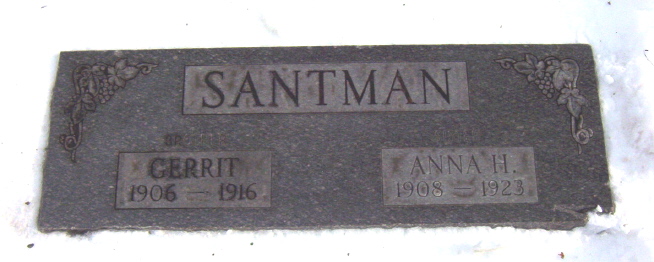 SANTMAN
GERRIT
1906 — 1916
ANNA H.
1908 — 1923